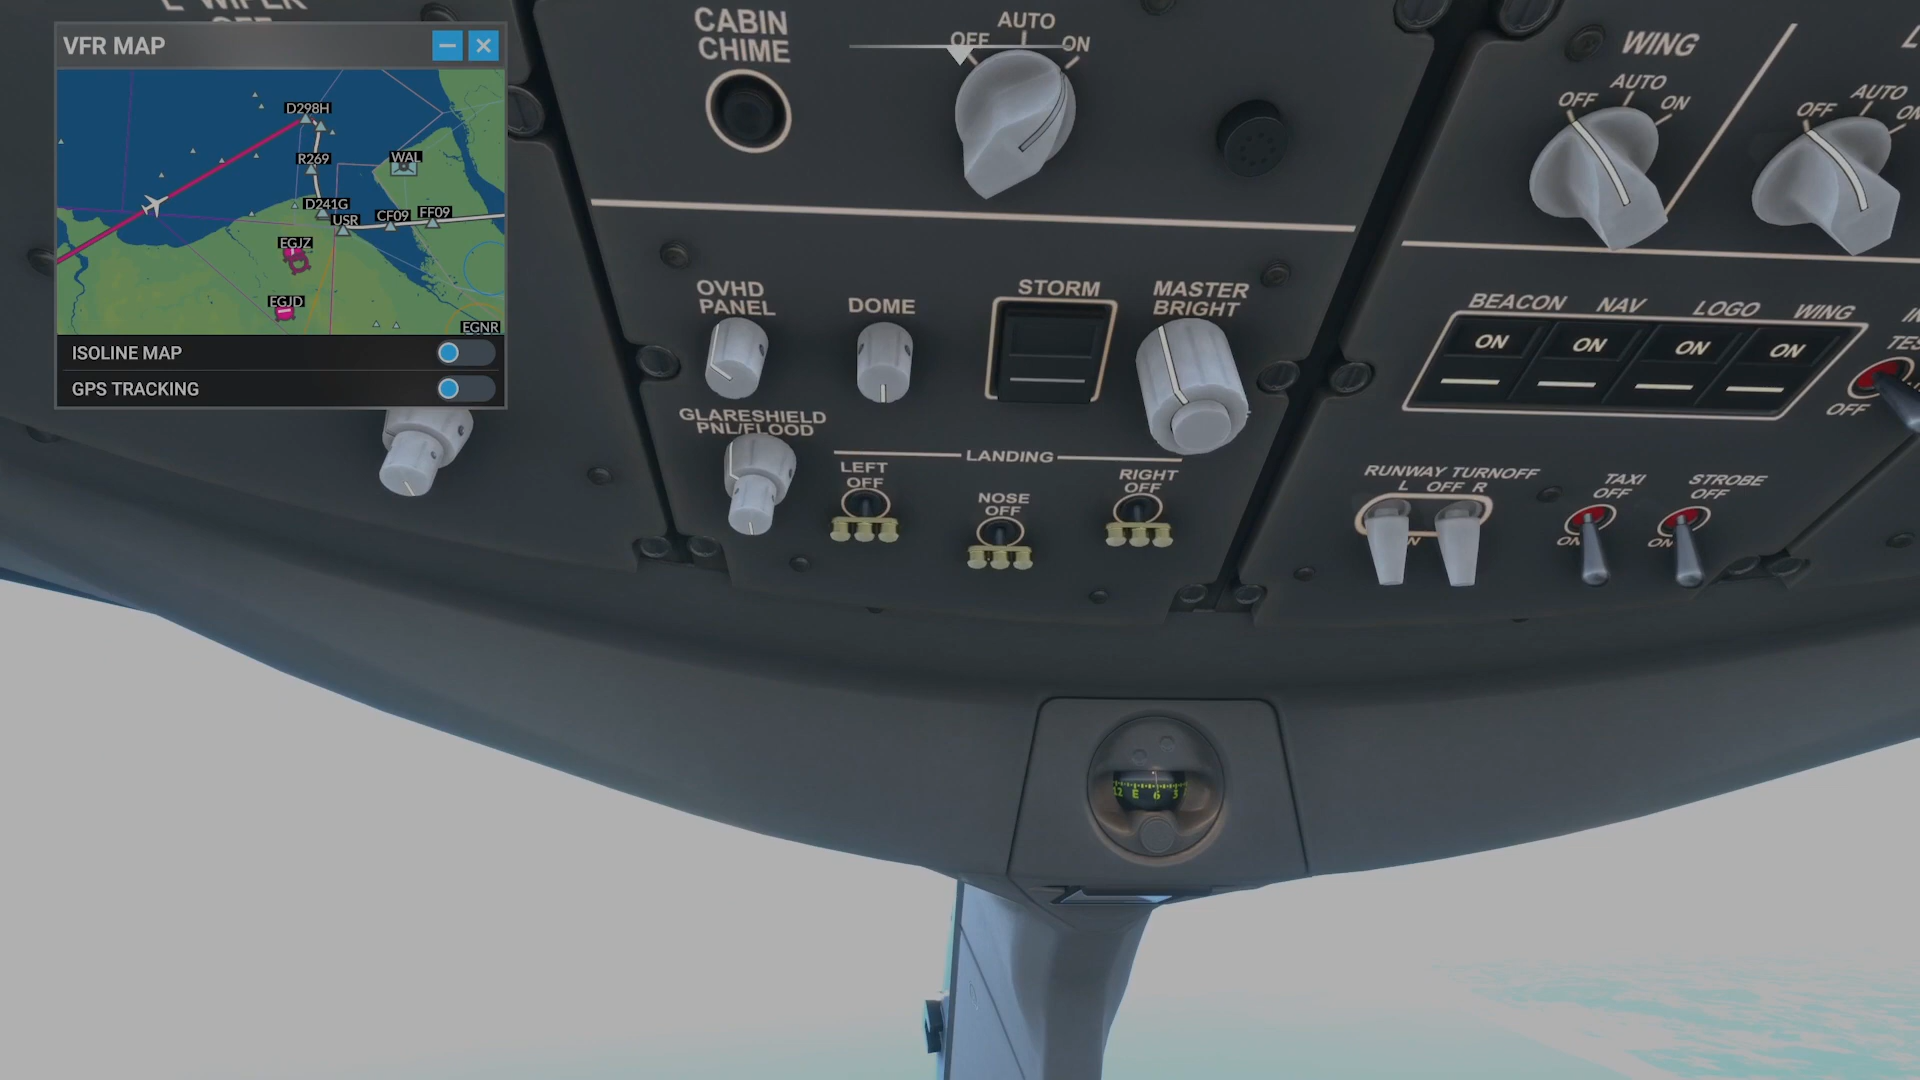 VFR MAP
D298H
R269
WAL
D241G
USR
CF09
FF09
EGJZ
EGJD
EGNR
ISOLINE MAP
GPS TRACKING
CABIN
CHIME
OFF
AUTO
ON
WING
OFF
AUTO
ON
OFF
AUTO
OVHD
PANEL
DOME
STORM
MASTER
BRIGHT
BEACON
NAV
LOGO
WING
ON
ON
ON
ON
OFF
GLARESHIELD
PNL/FLOOD
LANDING
LEFT
OFF
NOSE
OFF
RIGHT
OFF
RUNWAY TURNOFF
L OFF R
TAXI
OFF
ON
STROBE
OFF
ON
12 E 6 3